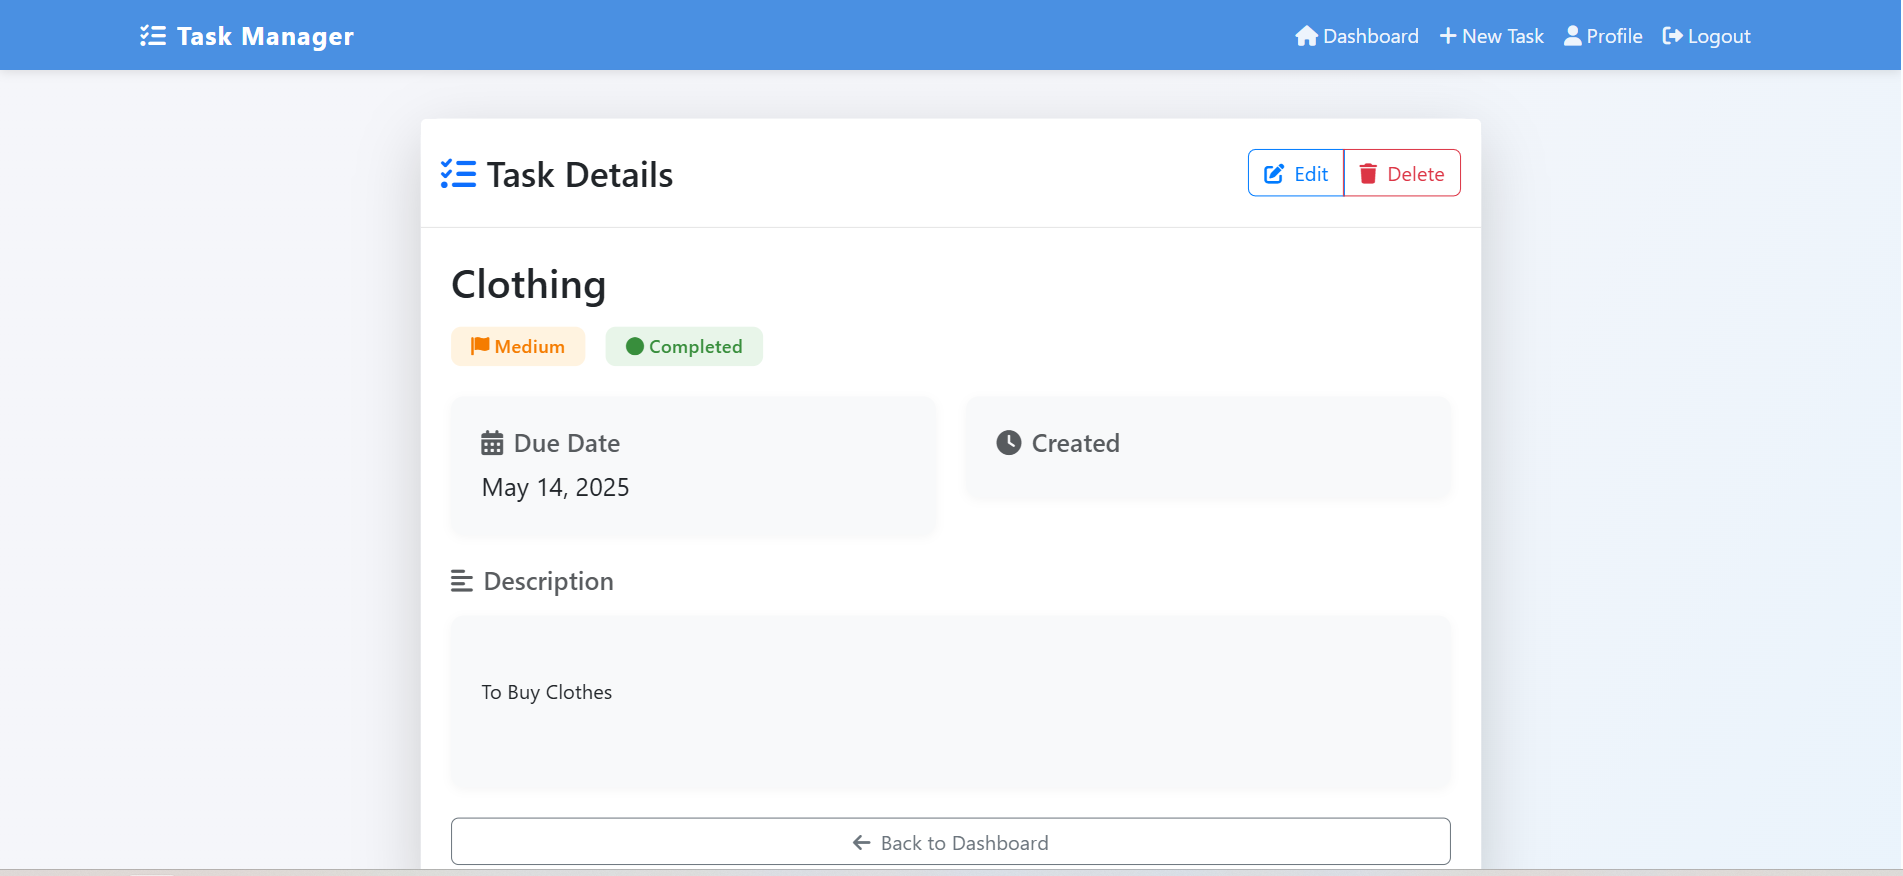 Task Manager
Dashboard New Task Profile Logout
Task Details
Edit Delete
Clothing
Medium Completed
Due Date
May 14, 2025
Created
Description
To Buy Clothes
Back to Dashboard